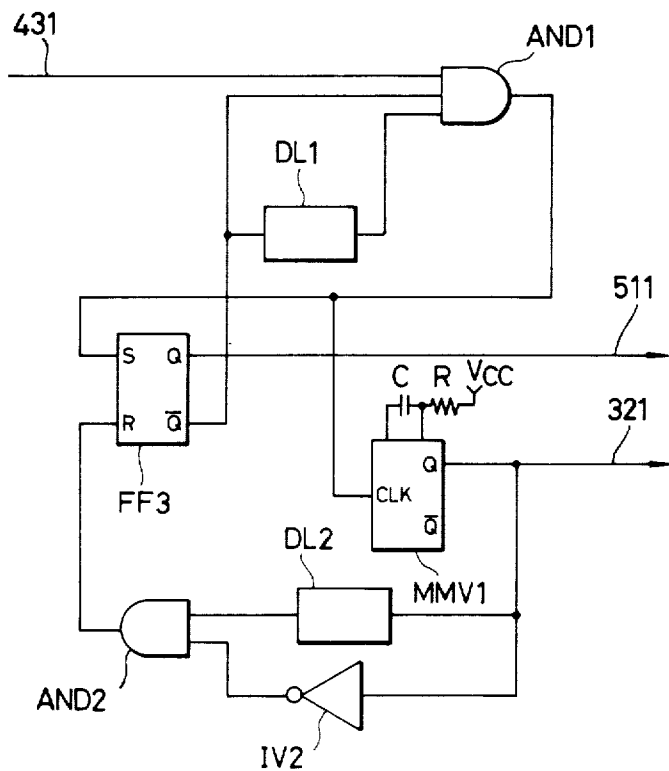 431
AND1
DL1
511
S Q
C R VCC
321
R Q̅
Q
CLK
FF3
Q̅
DL2
MMV1
AND2
IV2